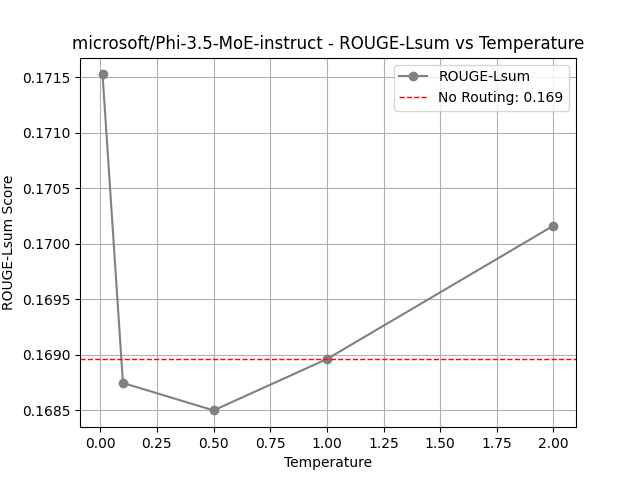 microsoft/Phi-3.5-MoE-instruct - ROUGE-Lsum vs Temperature
ROUGE-Lsum
No Routing: 0.169
ROUGE-Lsum Score
0.1715
0.1710
0.1705
0.1700
0.1695
0.1690
0.1685
0.00 0.25 0.50 0.75 1.00 1.25 1.50 1.75 2.00
Temperature